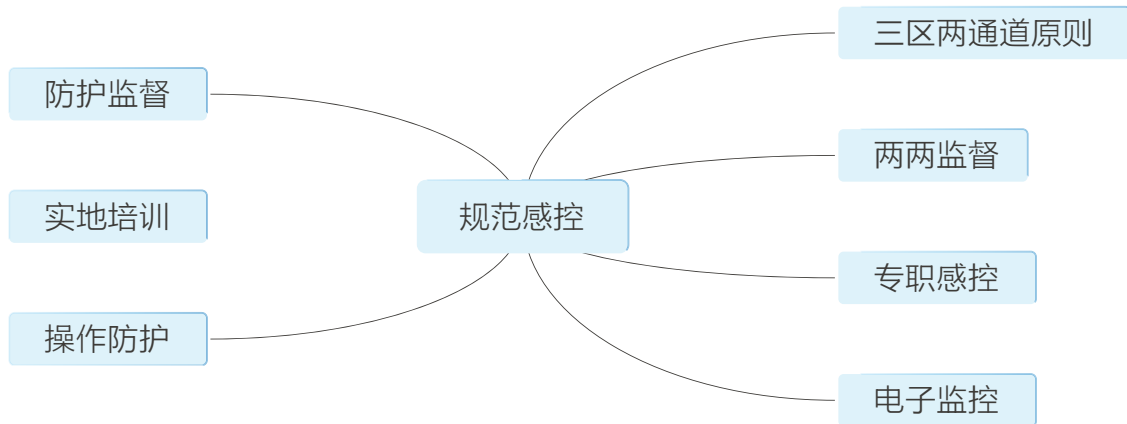 防护监督
实地培训
操作防护
规范感控
三区两通道原则
两两监督
专职感控
电子监控